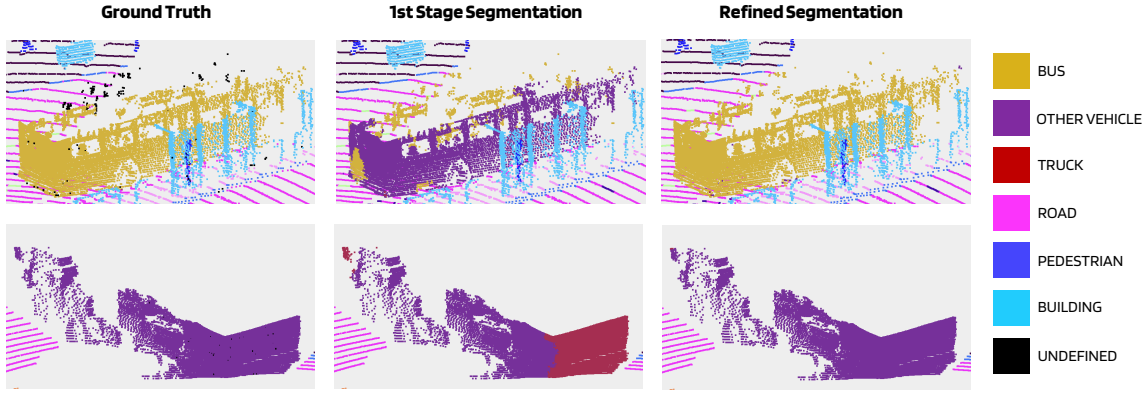 Ground Truth
1st Stage Segmentation
Refined Segmentation
BUS
OTHER VEHICLE
TRUCK
ROAD
PEDESTRIAN
BUILDING
UNDEFINED